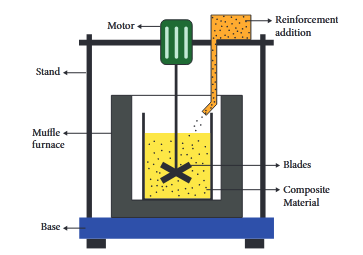 Motor
Reinforcement
addition
Stand
Muffle
furnace
Blades
Composite
Material
Base